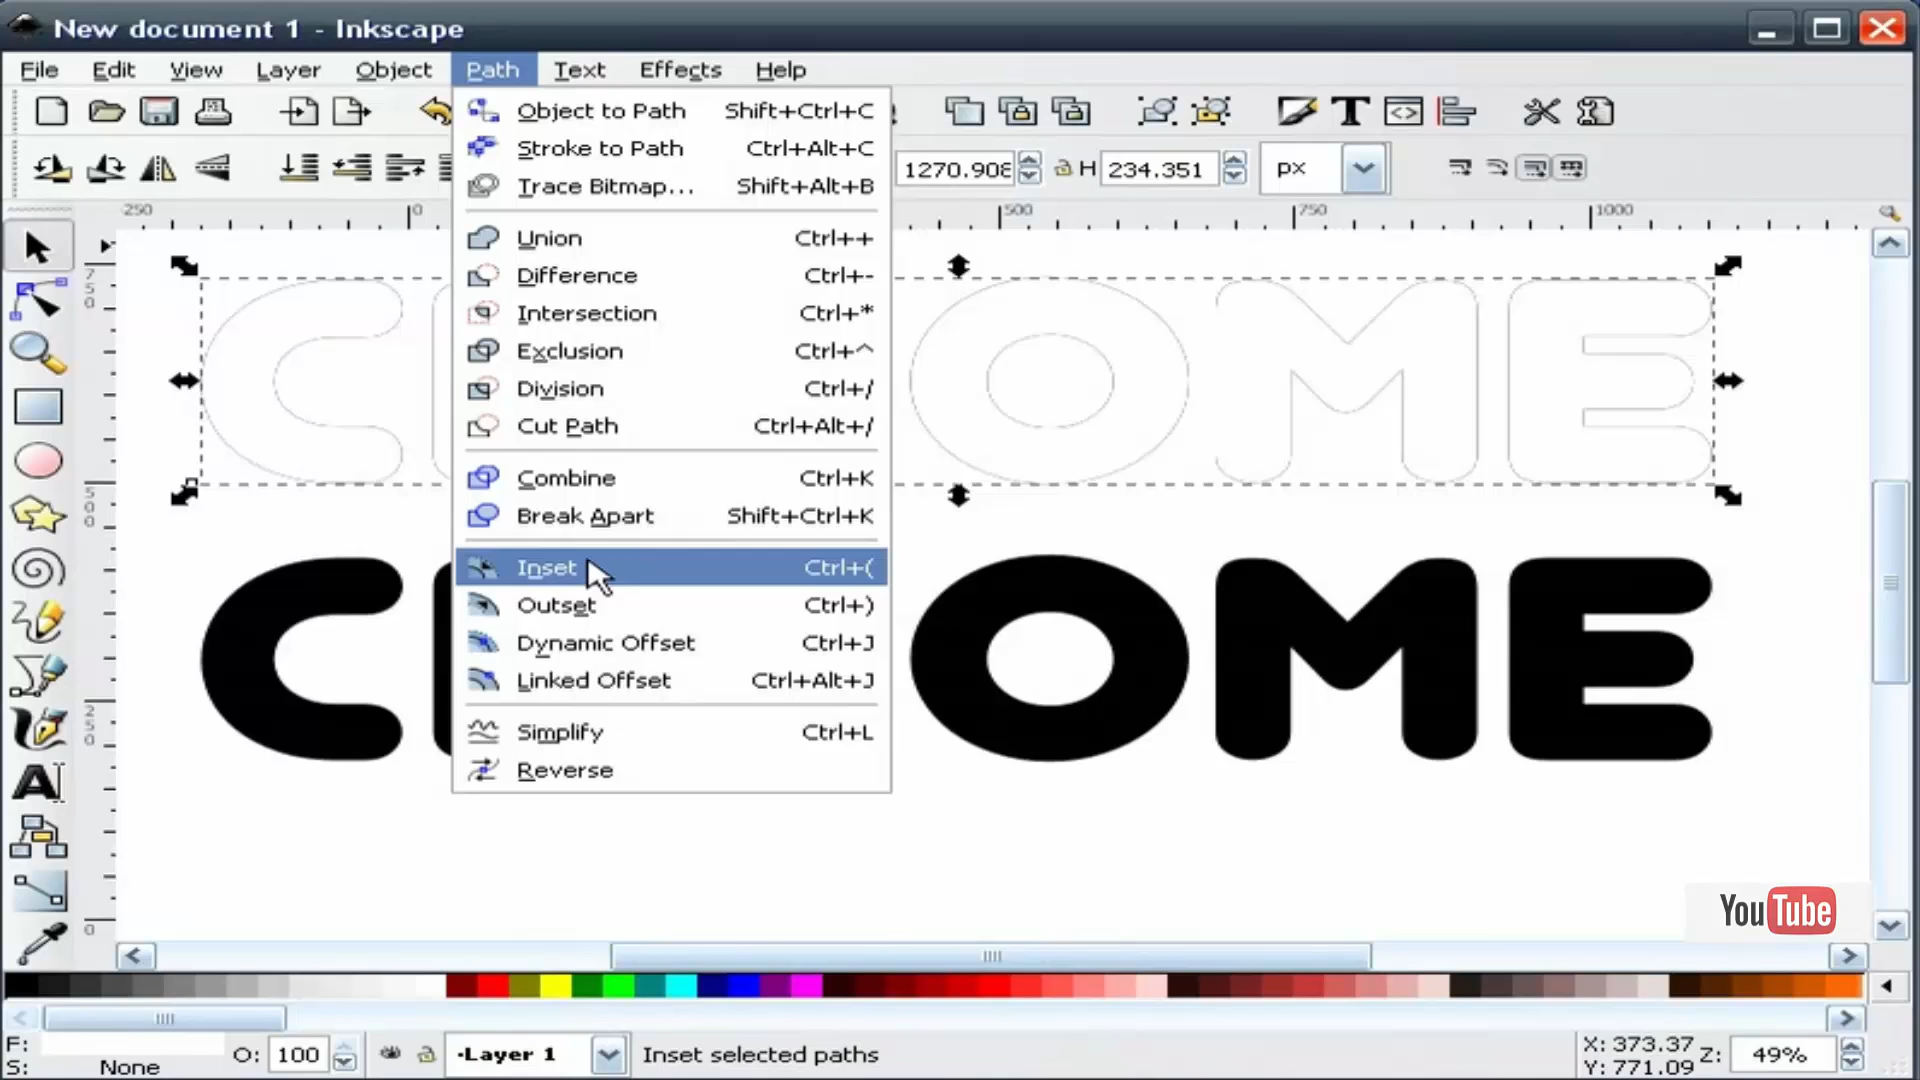 New document 1 - Inkscape
File Edit View Layer Object Path Text Effects Help
Object to Path Shift+Ctrl+C
Stroke to Path Ctrl+Alt+C
Trace Bitmap... Shift+Alt+B
1270.908 H 234.351 px
-250 0 500 750 1000
Union Ctrl++
Difference Ctrl+-
Intersection Ctrl+*
Exclusion Ctrl+^
Division Ctrl+/
Cut Path Ctrl+Alt+/
Combine Ctrl+K
Break Apart Shift+Ctrl+K
Inset Ctrl+(
Outset Ctrl+)
Dynamic Offset Ctrl+J
Linked Offset Ctrl+Alt+J
Simplify Ctrl+L
Reverse
750
500
250
0
C OME
C OME
YouTube
F:
S: None
O: 100
·Layer 1
Inset selected paths
X: 373.37
Y: 771.09
Z: 49%